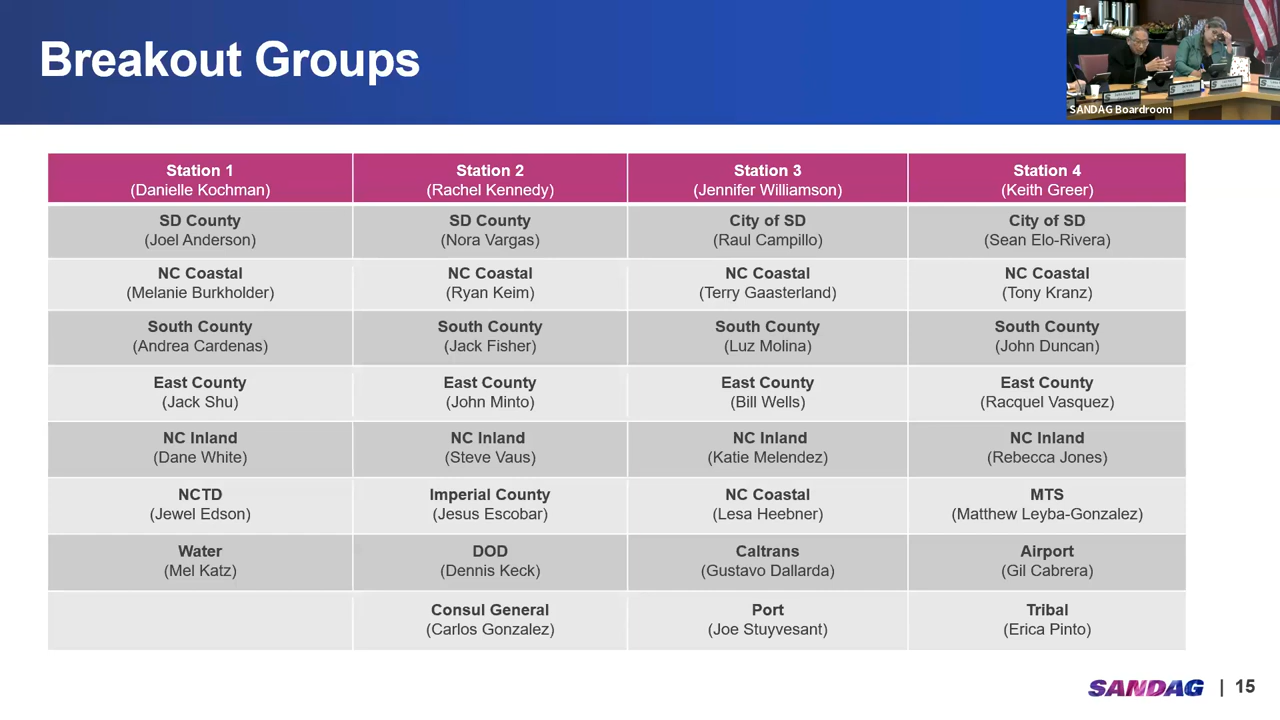 Breakout Groups
SANDAG Boardroom
Station 1
(Danielle Kochman)
Station 2
(Rachel Kennedy)
Station 3
(Jennifer Williamson)
Station 4
(Keith Greer)
SD County
(Joel Anderson)
SD County
(Nora Vargas)
City of SD
(Raul Campillo)
City of SD
(Sean Elo-Rivera)
NC Coastal
(Melanie Burkholder)
NC Coastal
(Ryan Keim)
NC Coastal
(Terry Gaasterland)
NC Coastal
(Tony Kranz)
South County
(Andrea Cardenas)
South County
(Jack Fisher)
South County
(Luz Molina)
South County
(John Duncan)
East County
(Jack Shu)
East County
(John Minto)
East County
(Bill Wells)
East County
(Racquel Vasquez)
NC Inland
(Dane White)
NC Inland
(Steve Vaus)
NC Inland
(Katie Melendez)
NC Inland
(Rebecca Jones)
NCTD
(Jewel Edson)
Imperial County
(Jesus Escobar)
NC Coastal
(Lesa Heebner)
MTS
(Matthew Leyba-Gonzalez)
Water
(Mel Katz)
DOD
(Dennis Keck)
Caltrans
(Gustavo Dallarda)
Airport
(Gil Cabrera)
Consul General
(Carlos Gonzalez)
Port
(Joe Stuyvesant)
Tribal
(Erica Pinto)
SANDAG | 15